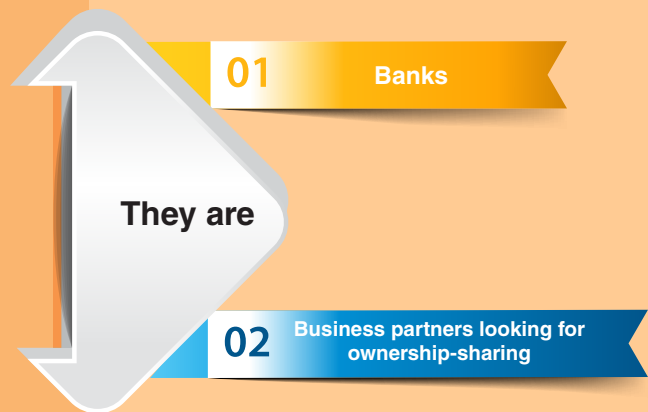 01 Banks
They are
02 Business partners looking for
ownership-sharing